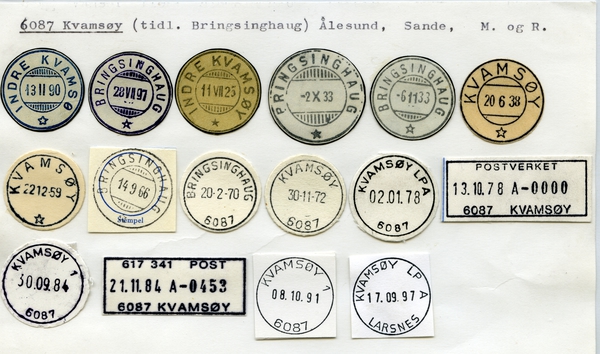 6087 Kvamsøy (tidl. Bringsinghaug) Ålesund, Sande, M. og R.
INDRE KVAMSØ
13 II 90
BRINGSINGHAUG
28 VII 97
INDRE KVAMSØ
11 VII 25
BRINGSINGHAUG
-2 X 33
BRINGSINGHAUG
-6 11 33
KVAMSØY
20 6 38
KVAMSØY
22 12 59
BRINGSINGHAUG
14.9.66
Stempel
BRINGSINGHAUG
20-2-70
6087
KVAMSØY
30-11-72
6087
KVAMSØY LPA
02.01.78
6087
POSTVERKET
13.10.78 A-0000
6087 KVAMSØY
KVAMSØY 1
30.09.84
6087
617 341 POST
21.11.84 A-0453
6087 KVAMSØY
KVAMSØY 1
08.10.91
6087
KVAMSØY LP A
17.09.97
LARSNES